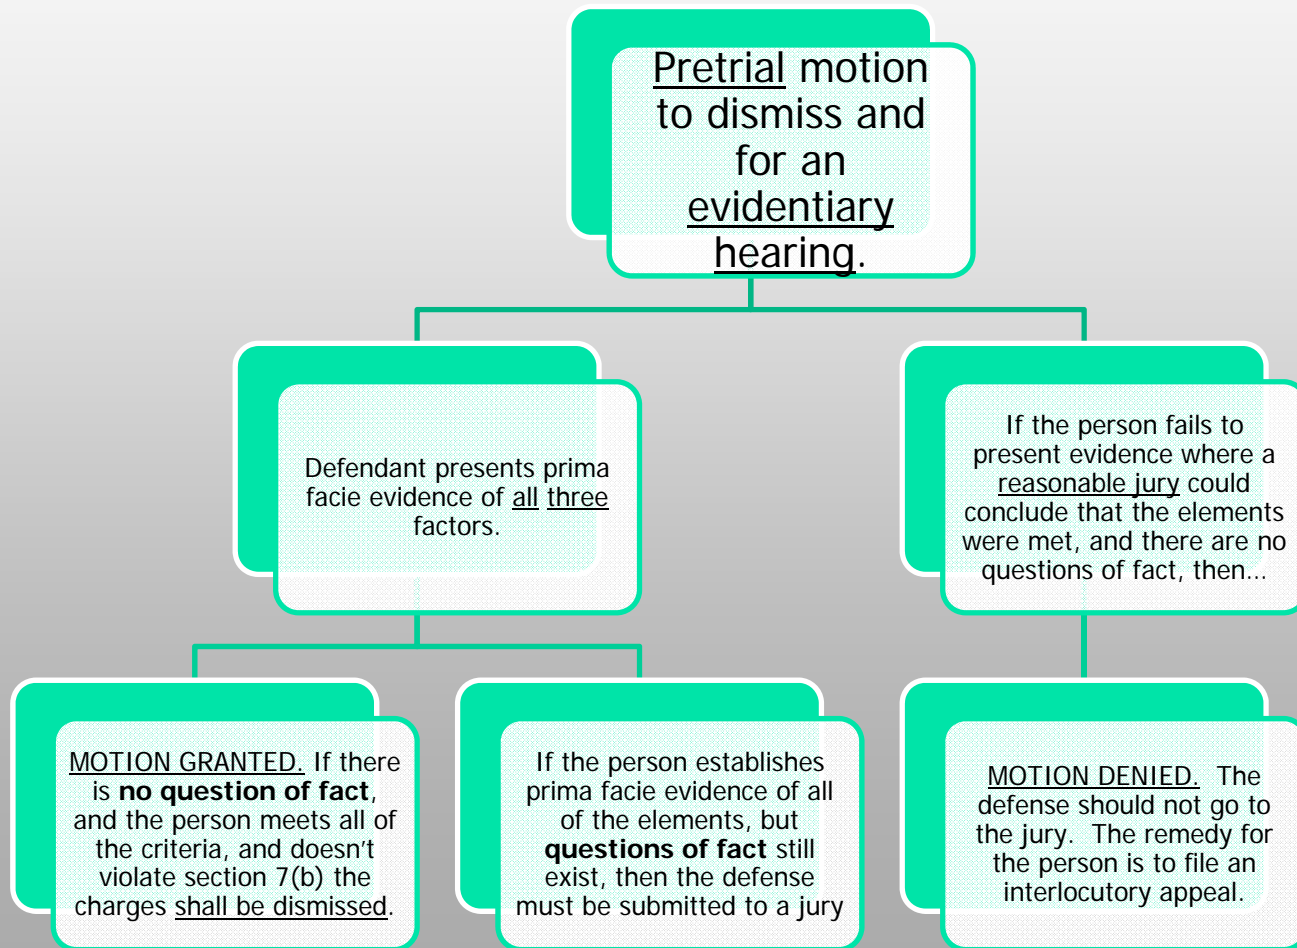 Pretrial motion
to dismiss and
for an
evidentiary
hearing.
Defendant presents prima
facie evidence of all three
factors.
If the person fails to
present evidence where a
reasonable jury could
conclude that the elements
were met, and there are no
questions of fact, then...
MOTION GRANTED. If there
is no question of fact,
and the person meets all of
the criteria, and doesn't
violate section 7(b) the
charges shall be dismissed.
If the person establishes
prima facie evidence of all
of the elements, but
questions of fact still
exist, then the defense
must be submitted to a jury
MOTION DENIED. The
defense should not go to
the jury. The remedy for
the person is to file an
interlocutory appeal.